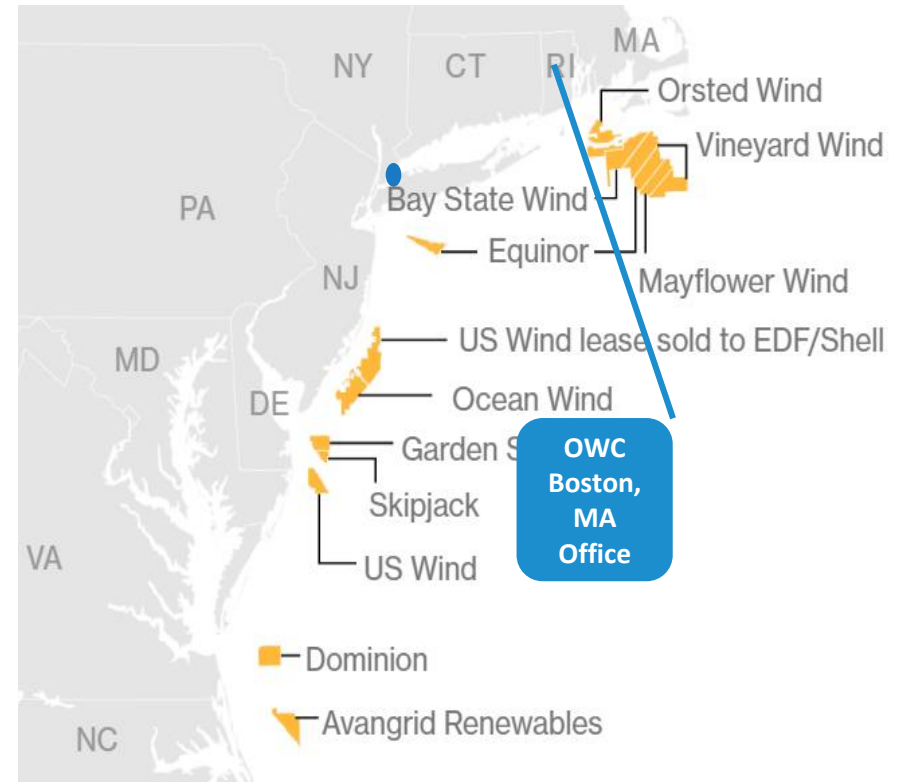 MA
NY
CT
RI
Orsted Wind
Vineyard Wind
PA
Bay State Wind
Equinor
NJ
Mayflower Wind
US Wind lease sold to EDF/Shell
MD
DE
Ocean Wind
Garden S
OWC
Boston,
MA
Office
Skipjack
VA
US Wind
Dominion
Avangrid Renewables
NC